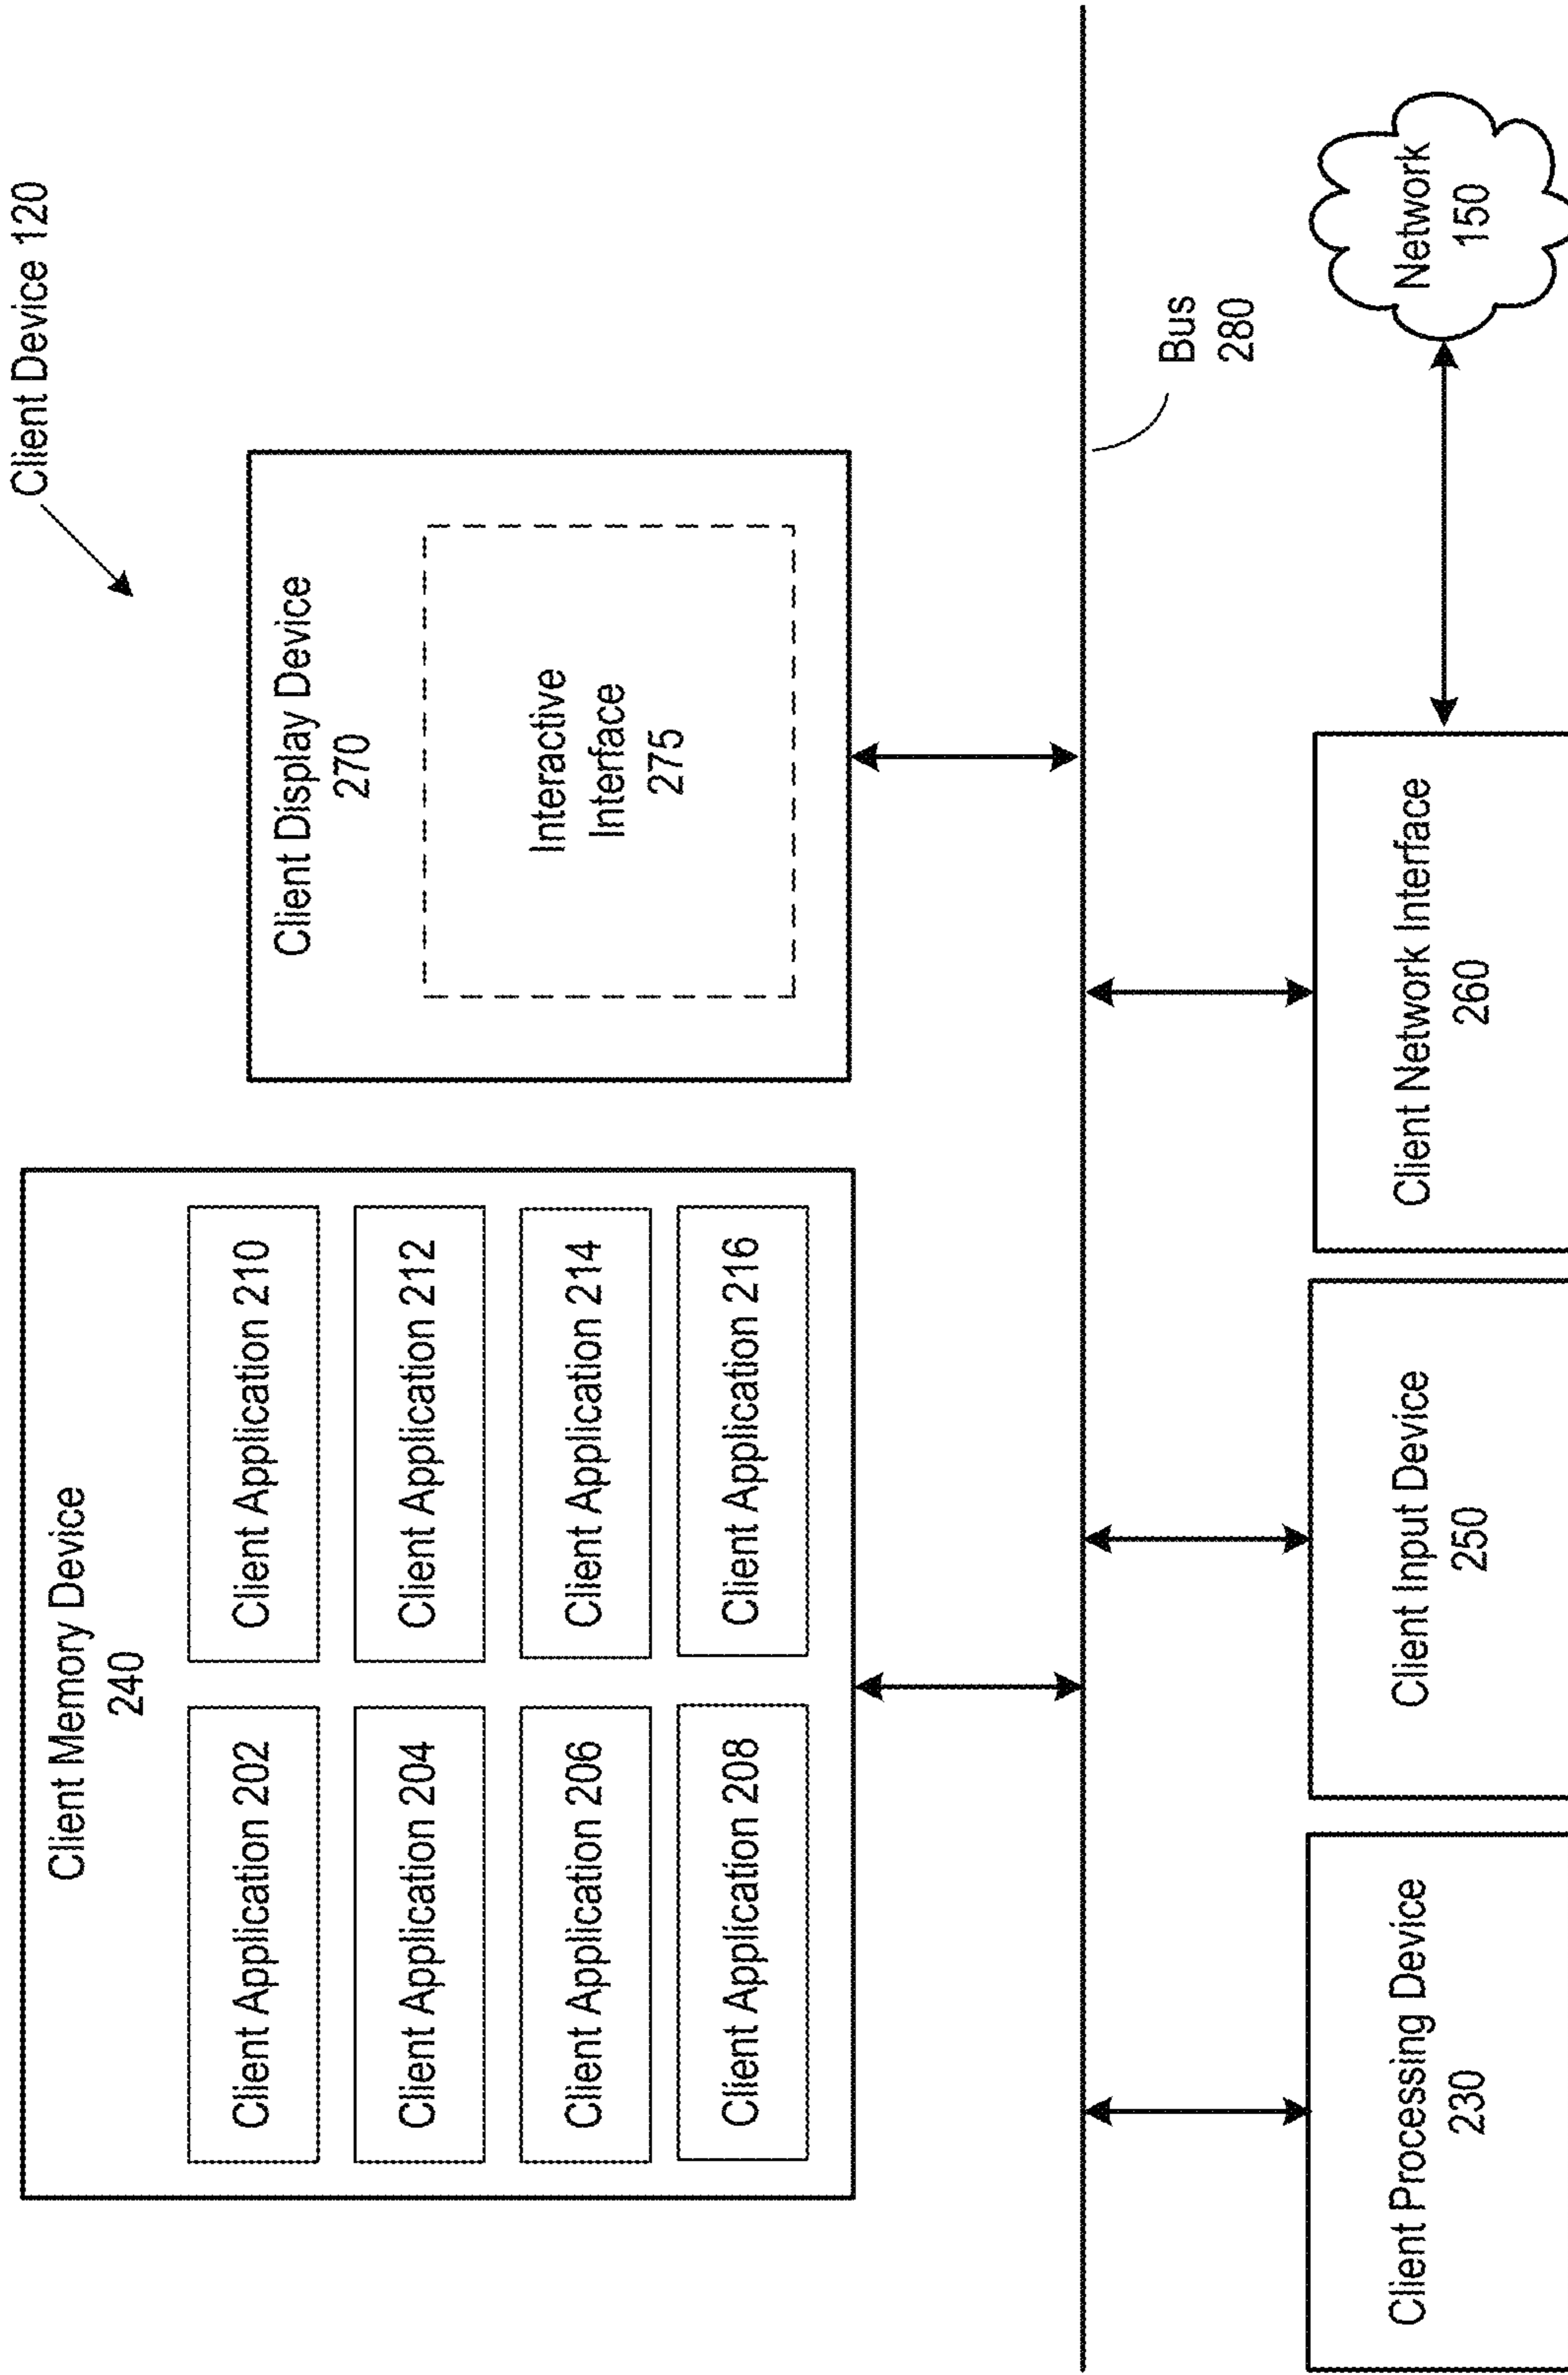 Client Device 120
Client Memory Device
240
Client Application 202
Client Application 210
Client Application 204
Client Application 212
Client Application 206
Client Application 214
Client Application 208
Client Application 216
Client Display Device
270
Interactive
Interface
275
Bus
280
Client Processing Device
230
Client Input Device
250
Client Network Interface
260
Network
150